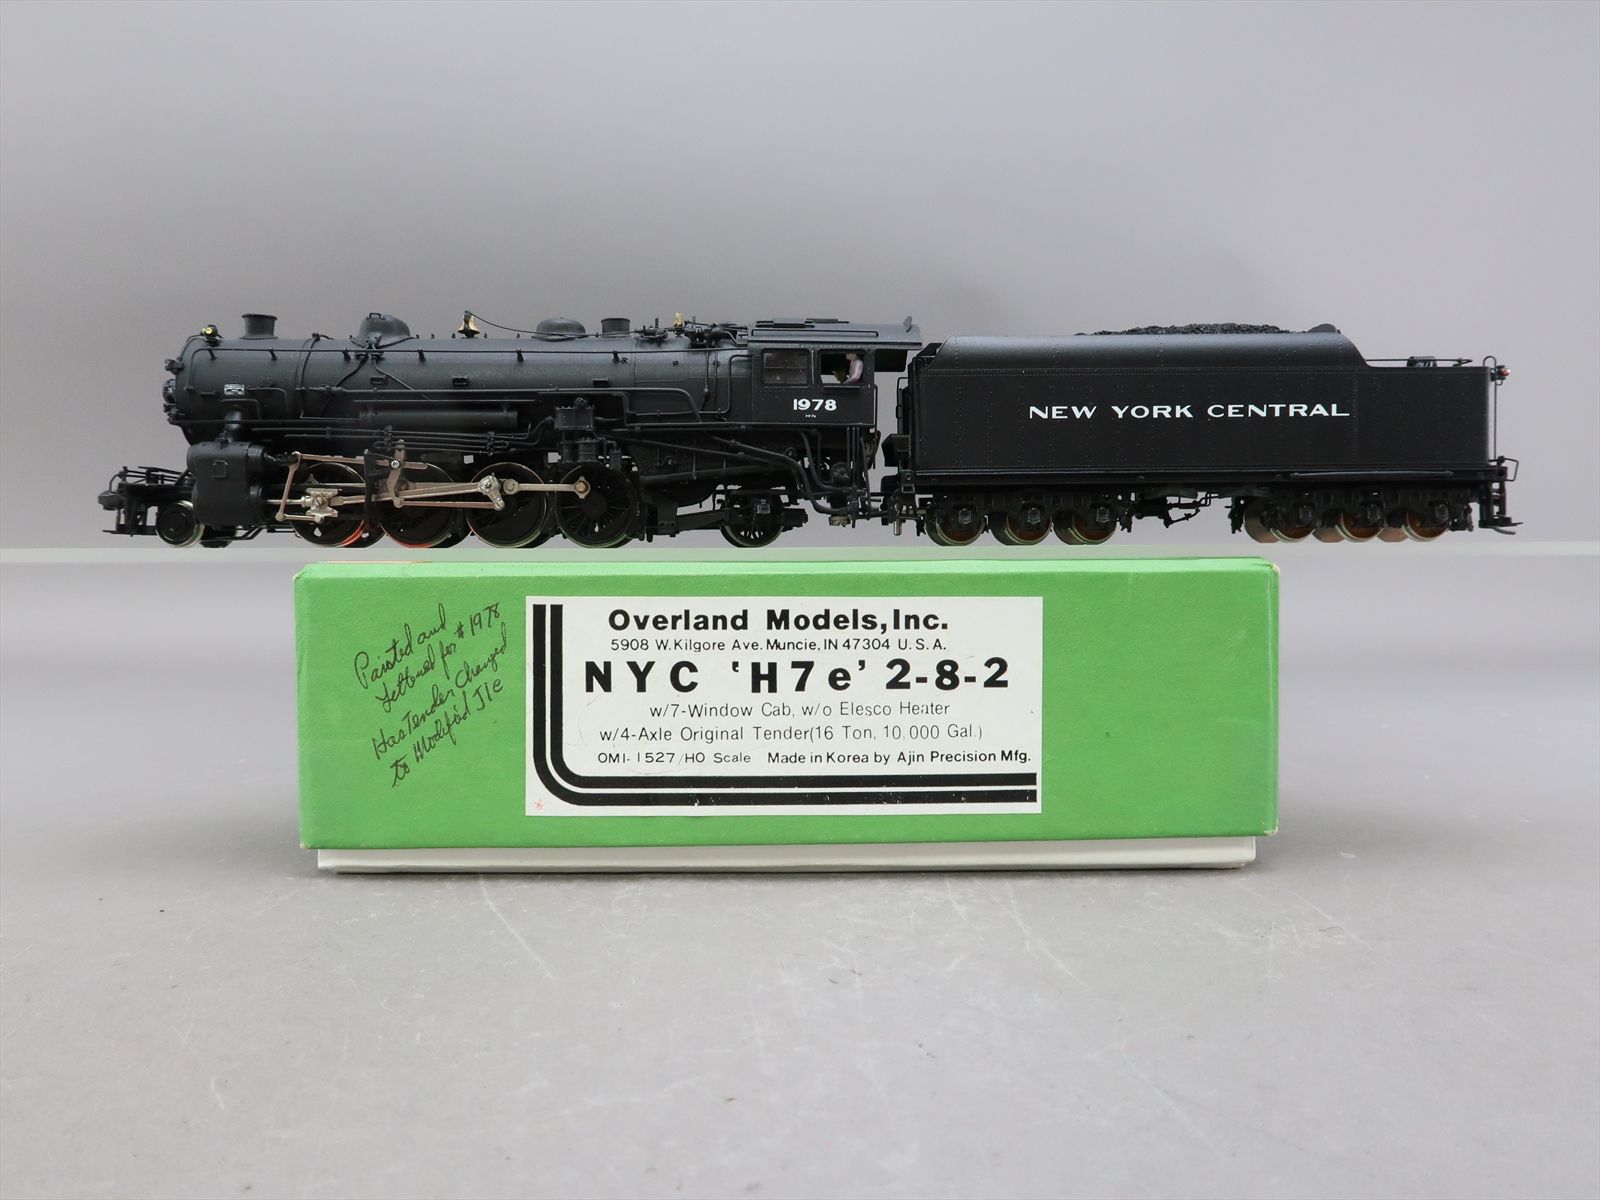 1978
NEW YORK CENTRAL
Painted and
Lettered for #1978
Has Tender Changed
to Modified J1e
Overland Models,Inc.
5908 W.Kilgore Ave. Muncie, IN 47304 U.S.A.
NYC 'H7e' 2-8-2
w/7-Window Cab, w/o Elesco Heater
w/4-Axle Original Tender(16 Ton, 10,000 Gal.)
OMI-1527/HO Scale Made in Korea by Ajin Precision Mfg.